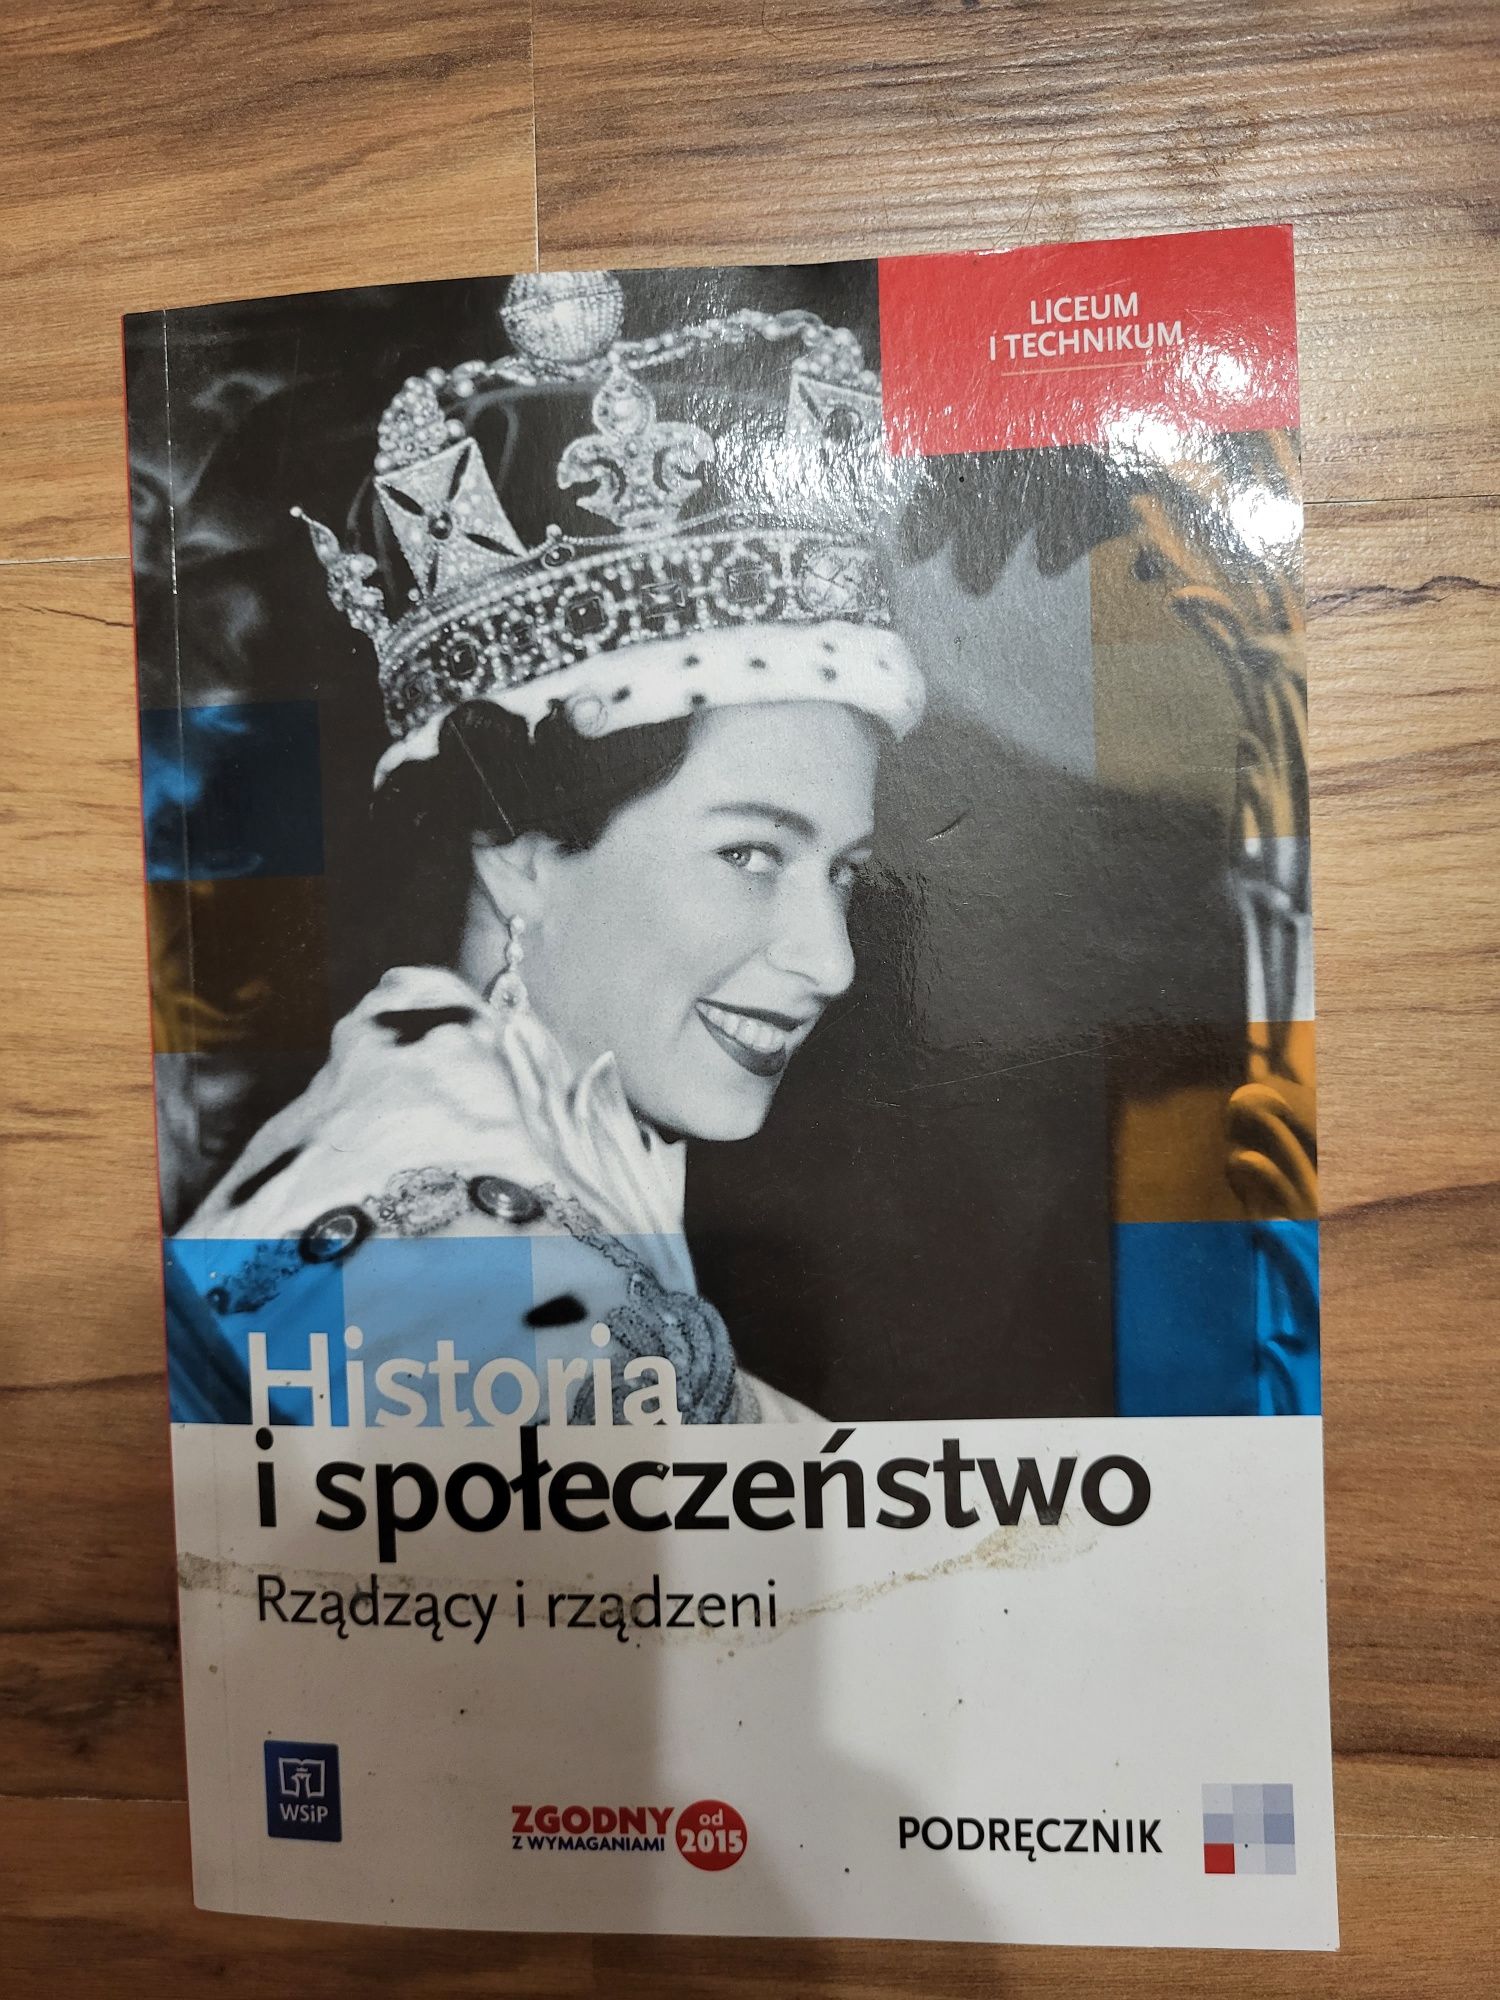 LICEUM
I TECHNIKUM
Historia
i społeczeństwo
Rządzący i rządzeni
WSiP
ZGODNY
Z WYMAGANIAMI
od
2015
PODRĘCZNIK